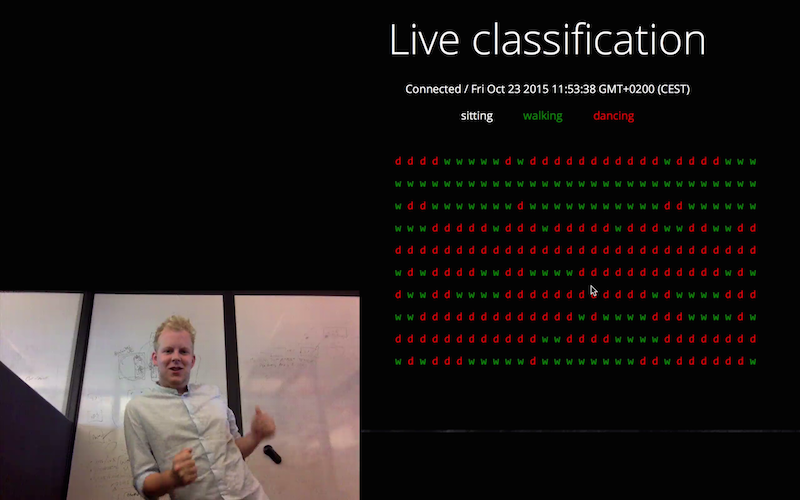 Live classification
Connected / Fri Oct 23 2015 11:53:38 GMT+0200 (CEST)
sitting walking dancing
d d d d w w w w w d w d d d d d d d d d d d w d d d d w w w
w w w w w w w w w w w w w w w w w w w w w w w w w w w w w w
w d d w w w w w w w d w w w w w w w w w w w d d w w w w w w
w w w d d d d d w d d d w d d d d d w d d d w w d d w w d d
d d d d d d d d d d d d d d d d d d d d d d d d d d d d d d
w d w d d d d w w d d w w w w d d d d d d d d d d d d w d w
d w w d d w w w w d d d d d d d d d d d d w d w w w w d d d
w w d d d d d d d d d d d d d w d w w w w d d d w w w w d w
d d d d d d d d d d d d w w d d d d w w w d d d d d d d d d
w d w d d d w w w w w d w w w w w w w w d d w d d d d d d w